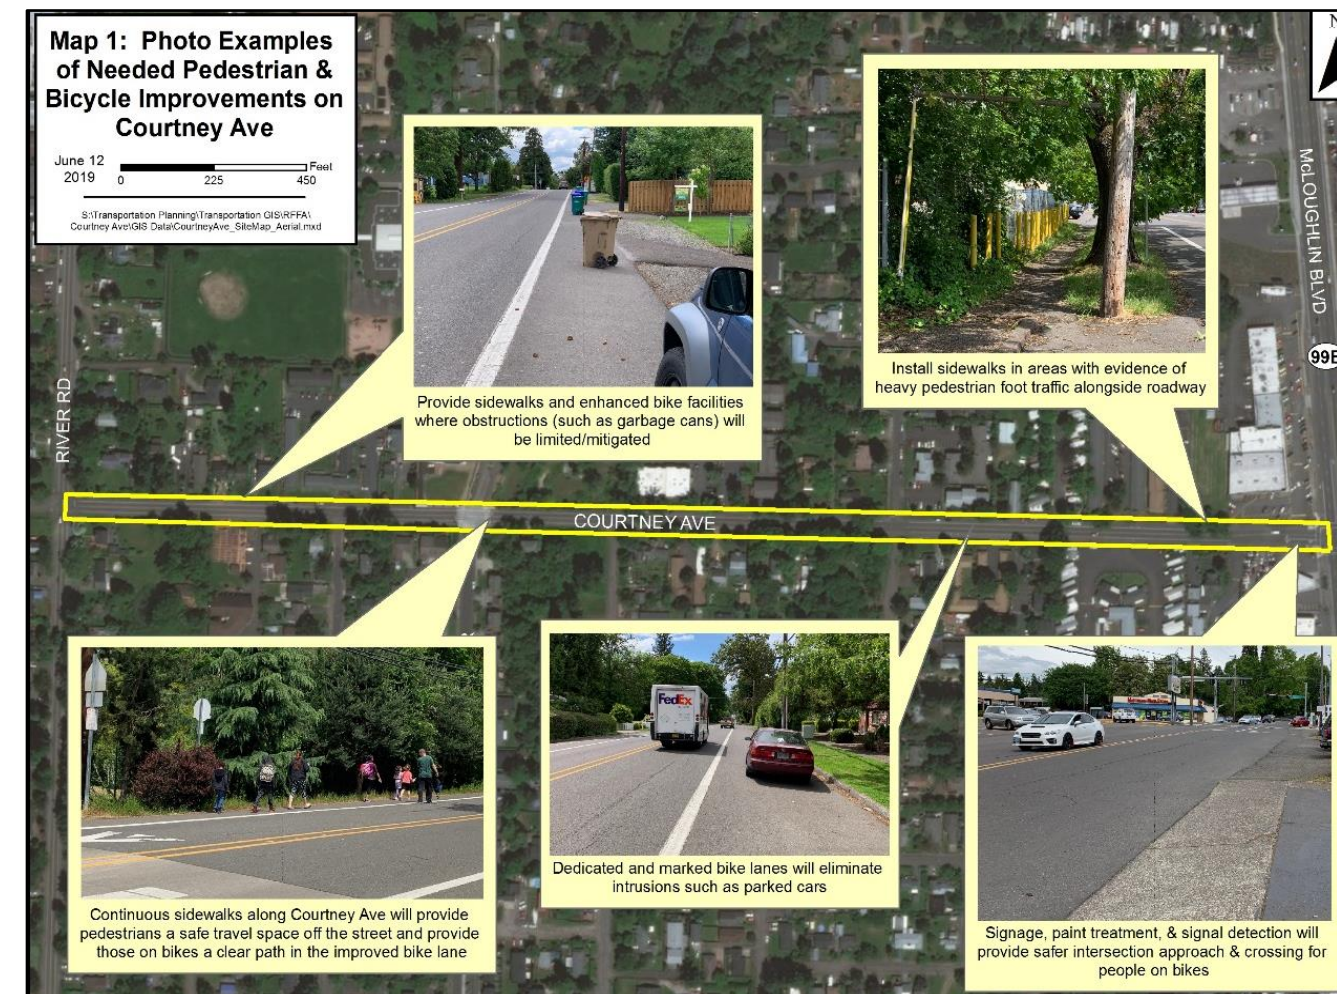 Map 1: Photo Examples
of Needed Pedestrian &
Bicycle Improvements on
Courtney Ave
June 12
2019
Feet
0 225 450
S:\Transportation Planning\Transportation GIS\RFFA\
Courtney Ave\GIS Data\CourtneyAve_SiteMap_Aerial.mxd
N
Provide sidewalks and enhanced bike facilities
where obstructions (such as garbage cans) will
be limited/mitigated
Install sidewalks in areas with evidence of
heavy pedestrian foot traffic alongside roadway
McLOUGHLIN BLVD
99E
RIVER RD
COURTNEY AVE
Continuous sidewalks along Courtney Ave will provide
pedestrians a safe travel space off the street and provide
those on bikes a clear path in the improved bike lane
FedEx
Dedicated and marked bike lanes will eliminate
intrusions such as parked cars
Signage, paint treatment, & signal detection will
provide safer intersection approach & crossing for
people on bikes